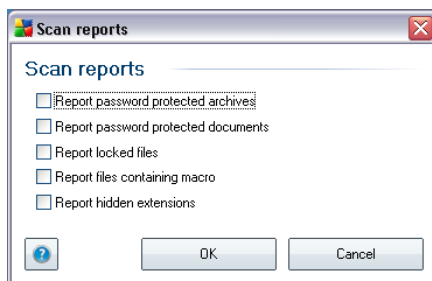 Scan reports
Scan reports
Report password protected archives
Report password protected documents
Report locked files
Report files containing macro
Report hidden extensions
?
OK
Cancel